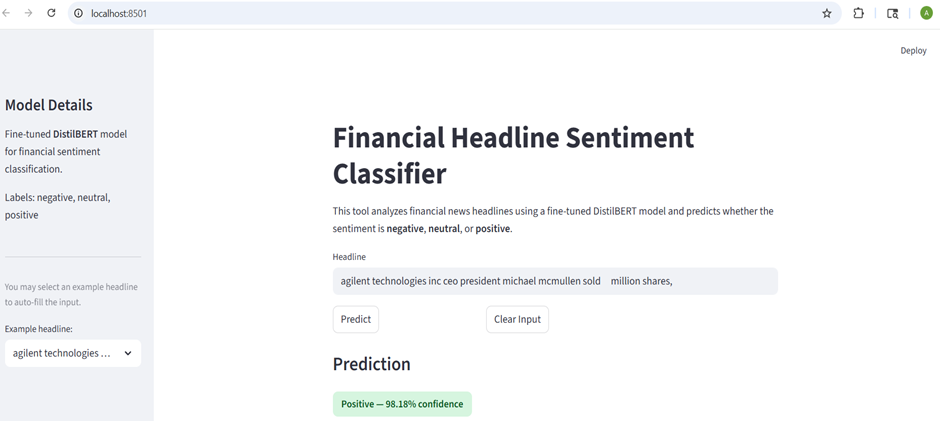 localhost:8501
A
Deploy
Model Details
Fine-tuned DistilBERT model
for financial sentiment
classification.
Labels: negative, neutral,
positive
You may select an example headline
to auto-fill the input.
Example headline:
agilent technologies ...
Financial Headline Sentiment
Classifier
This tool analyzes financial news headlines using a fine-tuned DistilBERT model and predicts whether the
sentiment is negative, neutral, or positive.
Headline
agilent technologies inc ceo president michael mcmullen sold million shares,
Predict
Clear Input
Prediction
Positive — 98.18% confidence